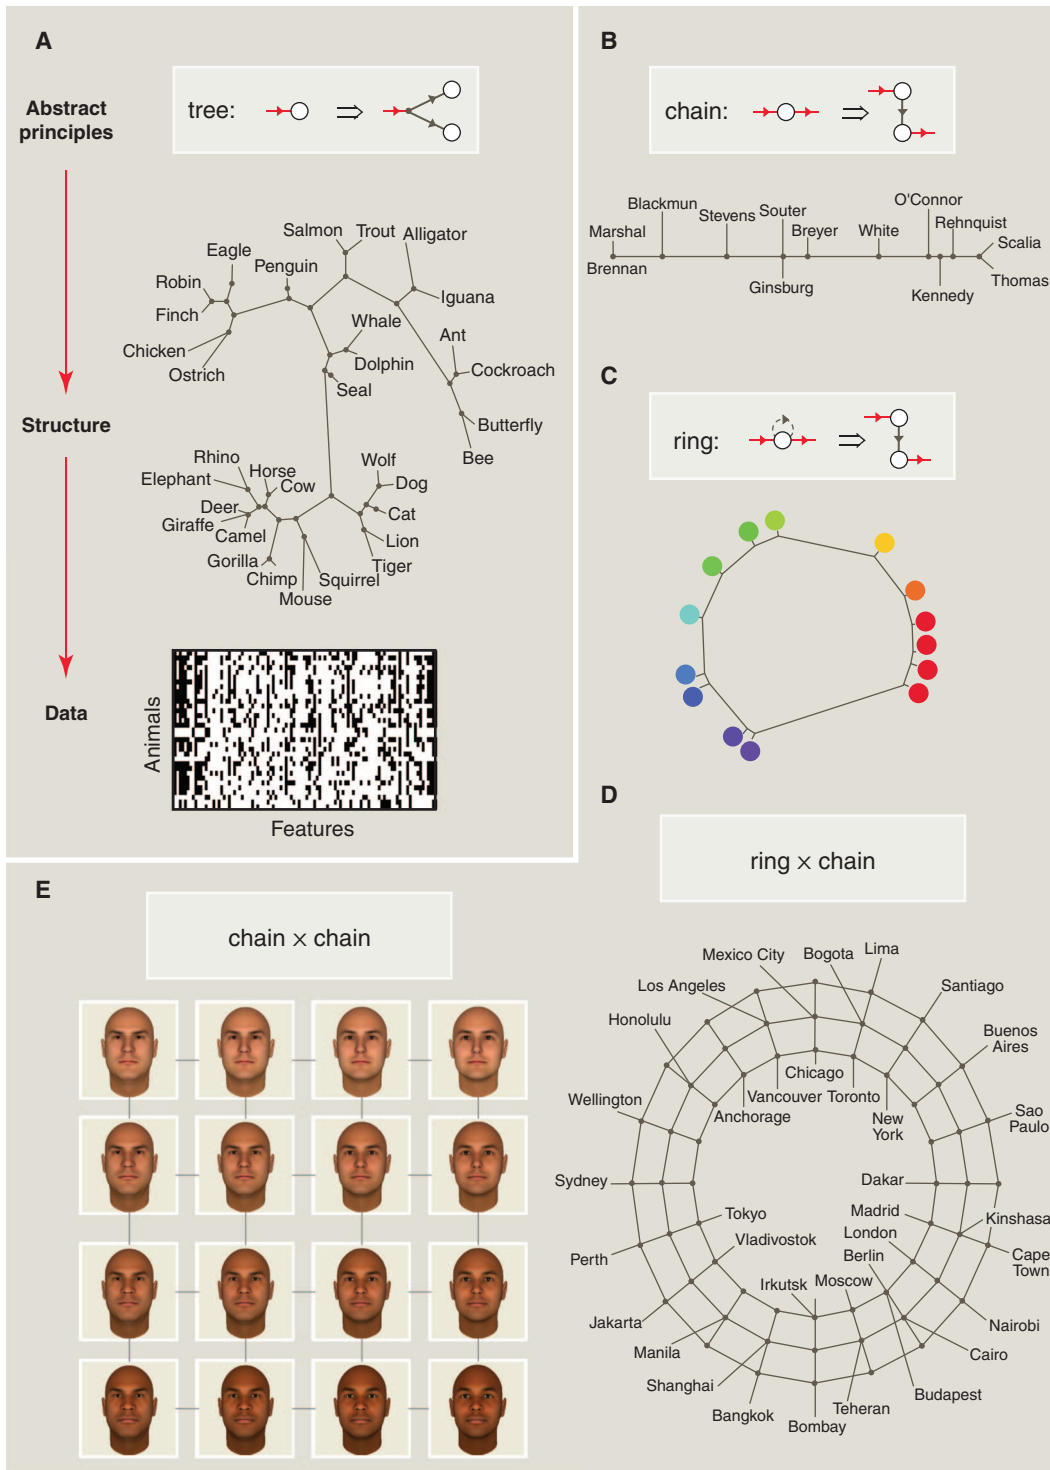 A
Abstract
principles
tree:
Structure
Data
Salmon
Trout
Alligator
Eagle
Penguin
Robin
Iguana
Finch
Whale
Ant
Chicken
Dolphin
Cockroach
Ostrich
Seal
Butterfly
Bee
Rhino
Horse
Wolf
Elephant
Cow
Dog
Deer
Cat
Giraffe
Camel
Lion
Gorilla
Tiger
Chimp
Squirrel
Mouse
Animals
Features
B
chain:
O'Connor
Blackmun
Stevens
Souter
Rehnquist
Marshal
Breyer
White
Scalia
Brennan
Ginsburg
Thomas
Kennedy
C
ring:
D
ring × chain
Mexico City
Bogota
Lima
Los Angeles
Santiago
Honolulu
Buenos
Aires
Chicago
Wellington
Vancouver
Toronto
Anchorage
New
York
Sao
Paulo
Sydney
Dakar
Tokyo
Madrid
Kinshasa
Vladivostok
London
Perth
Berlin
Cape
Town
Irkutsk
Moscow
Jakarta
Nairobi
Manila
Cairo
Shanghai
Budapest
Bangkok
Teheran
Bombay
E
chain × chain